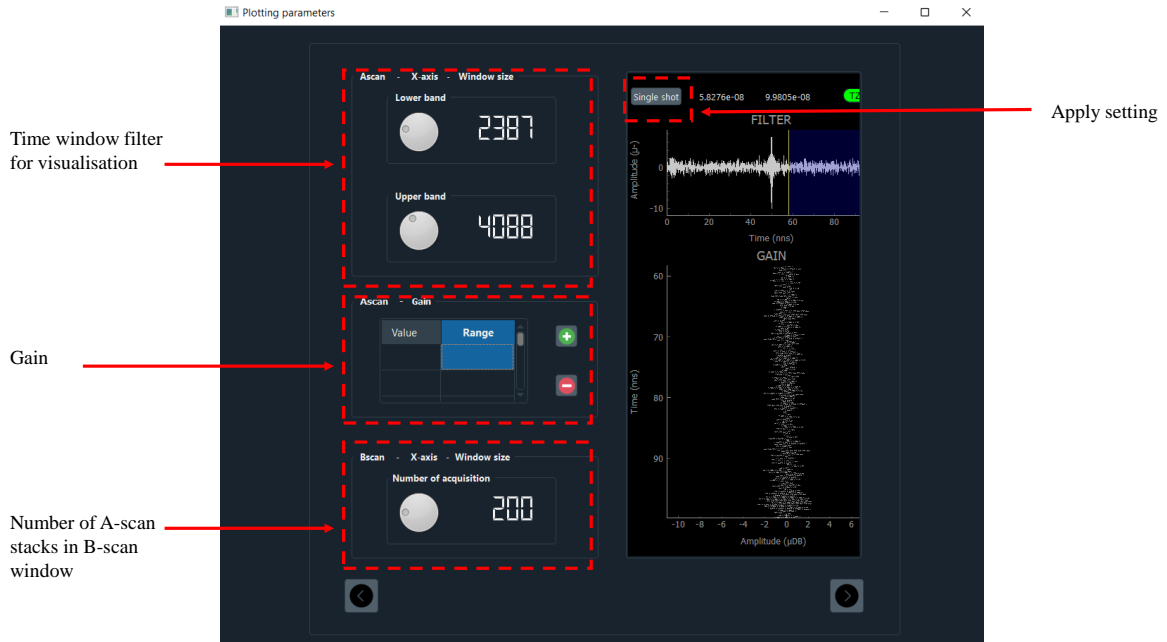 Plotting parameters
Time window filter
for visualisation
Gain
Number of A-scan
stacks in B-scan
window
Ascan - X-axis - Window size
Lower band
2387
Upper band
4088
Ascan - Gain
Value Range
Bscan - X-axis - Window size
Number of acquisition
200
Single shot 5.8276e-08 9.9805e-08 TZ
FILTER
Amplitude (µ-)
0
-10
0 20 40 60 80
Time (nns)
GAIN
Time (nns)
60
70
80
90
-10 -8 -6 -4 -2 0 2 4 6
Amplitude (µDB)
Apply setting